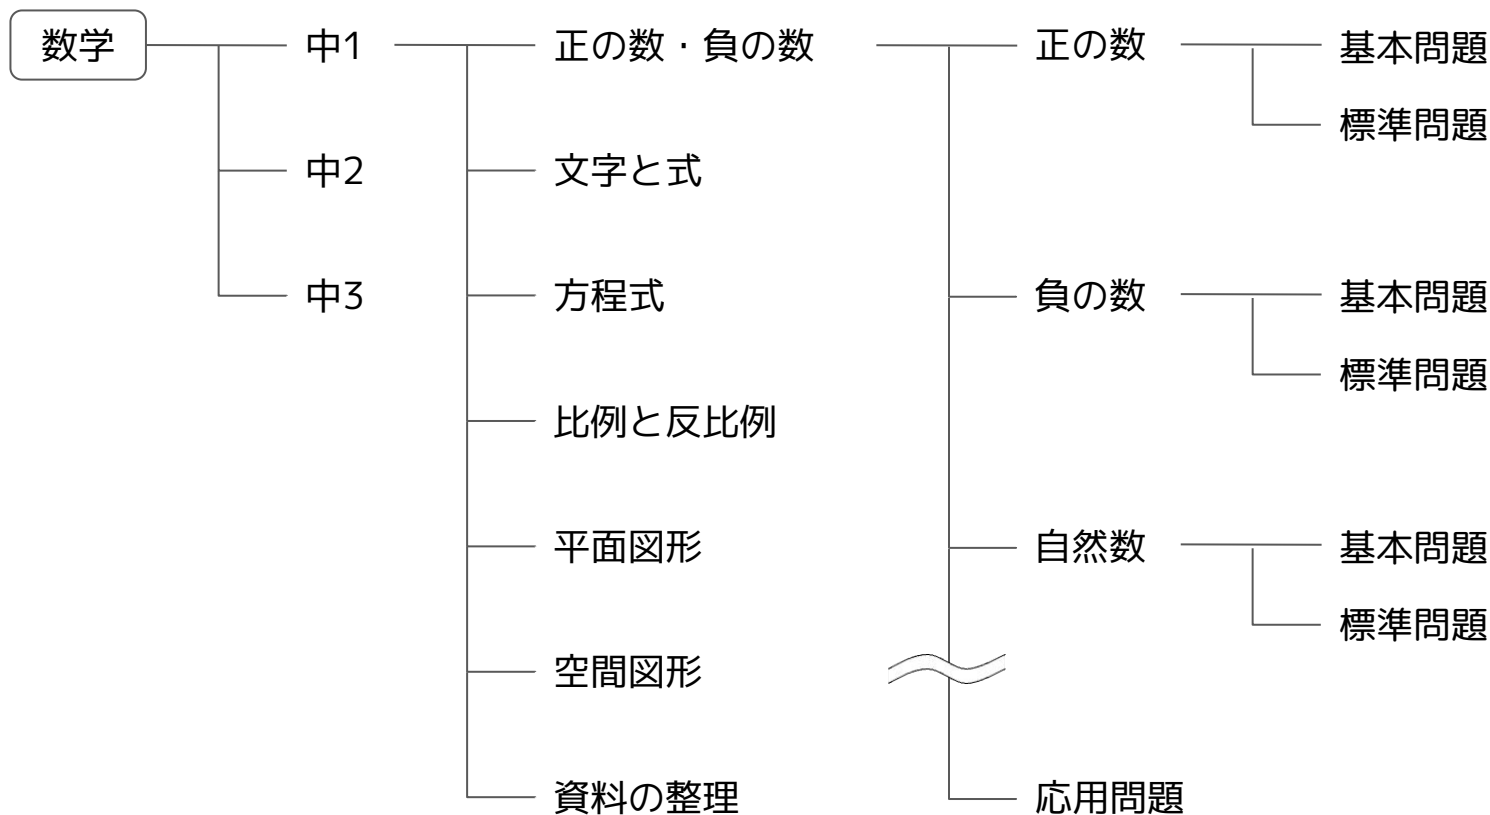 数学
中1
中2
中3
正の数・負の数
文字と式
方程式
比例と反比例
平面図形
空間図形
資料の整理
正の数
基本問題
標準問題
負の数
基本問題
標準問題
自然数
基本問題
標準問題
応用問題